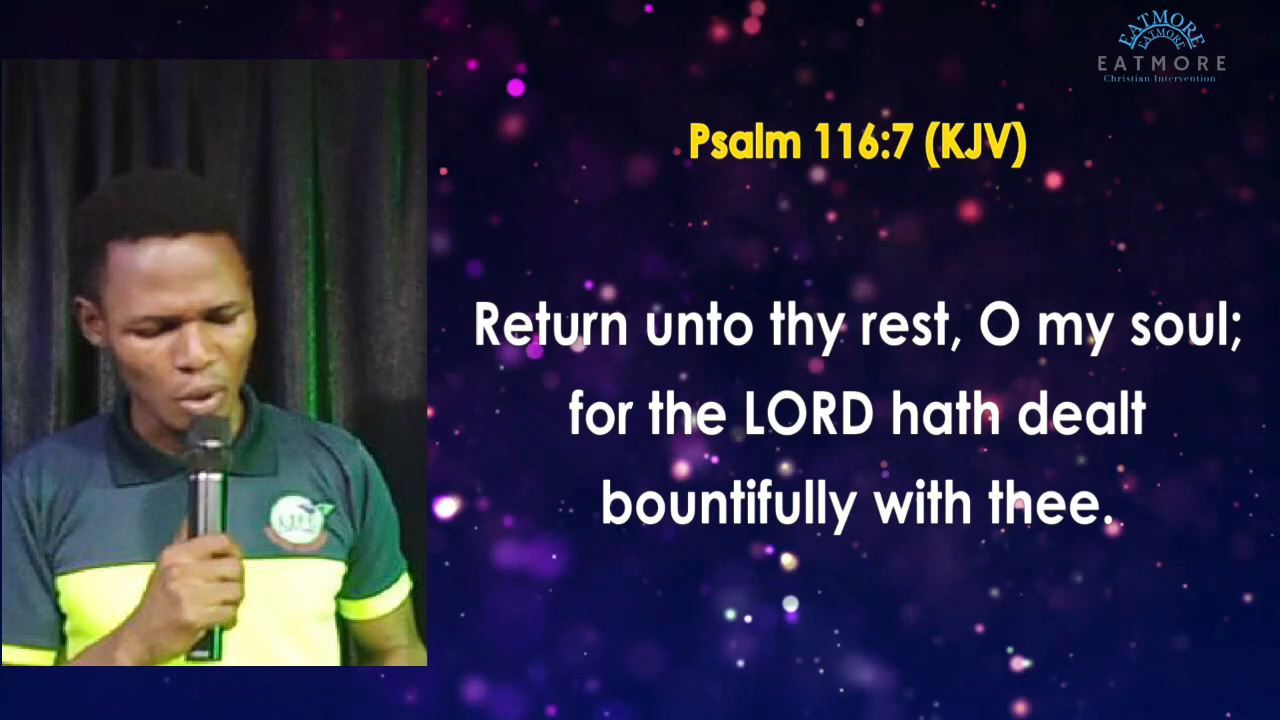 EATMORE
EATMORE
EATMORE
Christian Intervention
Psalm 116:7 (KJV)
Return unto thy rest, O my soul;
for the LORD hath dealt
bountifully with thee.